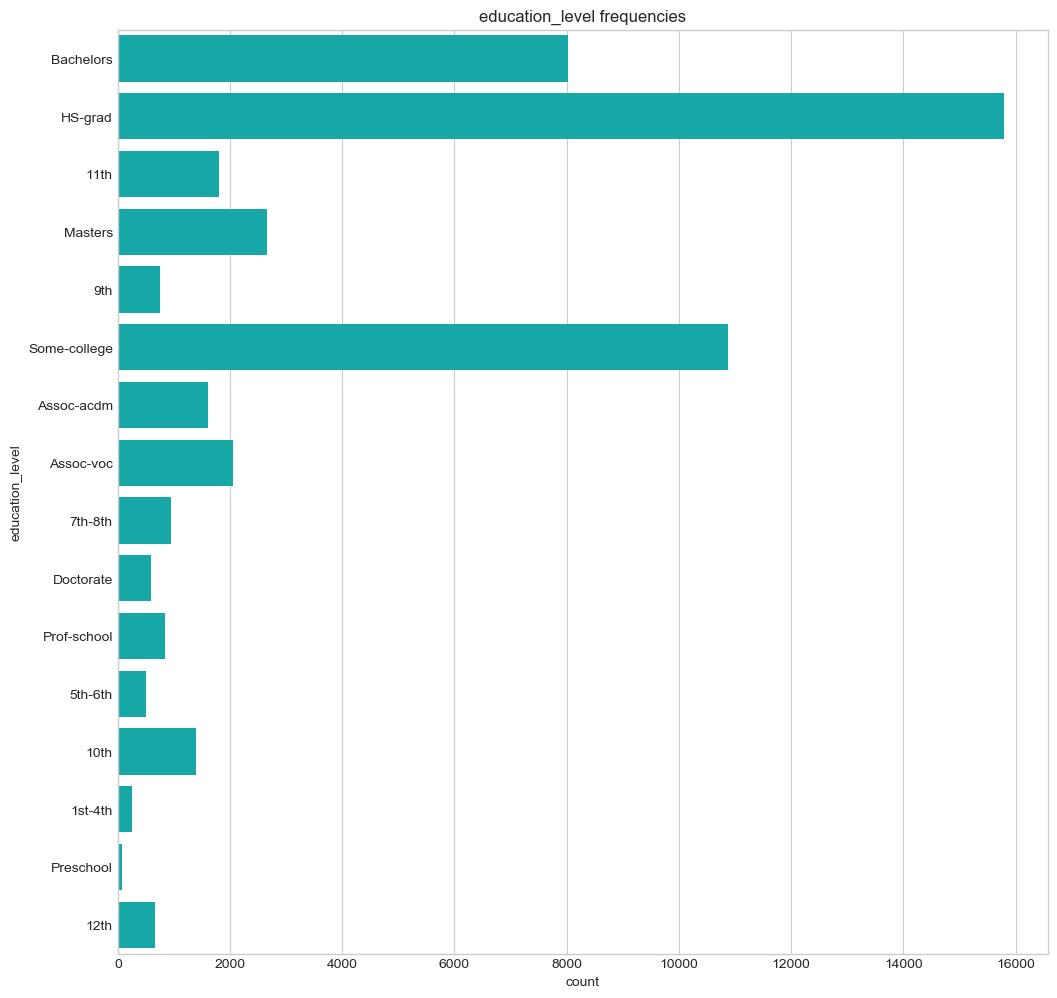 education_level frequencies
Bachelors
HS-grad
11th
Masters
9th
Some-college
Assoc-acdm
Assoc-voc
7th-8th
Doctorate
Prof-school
5th-6th
10th
1st-4th
Preschool
12th
education_level
0 2000 4000 6000 8000 10000 12000 14000 16000
count